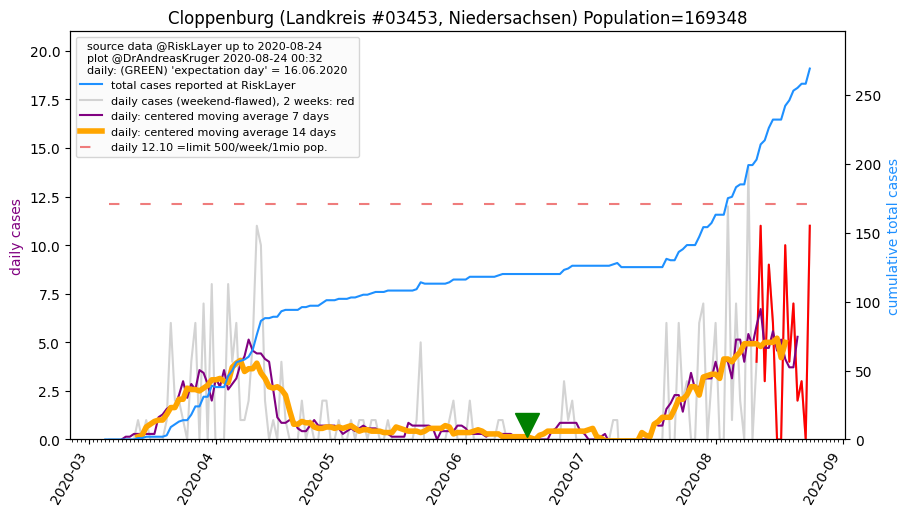 Cloppenburg (Landkreis #03453, Niedersachsen) Population=169348
source data @RiskLayer up to 2020-08-24
plot @DrAndreasKruger 2020-08-24 00:32
daily: (GREEN) 'expectation day' = 16.06.2020
total cases reported at RiskLayer
daily cases (weekend-flawed), 2 weeks: red
daily: centered moving average 7 days
daily: centered moving average 14 days
daily 12.10 =limit 500/week/1mio pop.
daily cases
20.0
17.5
15.0
12.5
10.0
7.5
5.0
2.5
0.0
cumulative total cases
250
200
150
100
50
0
2020-03
2020-04
2020-05
2020-06
2020-07
2020-08
2020-09